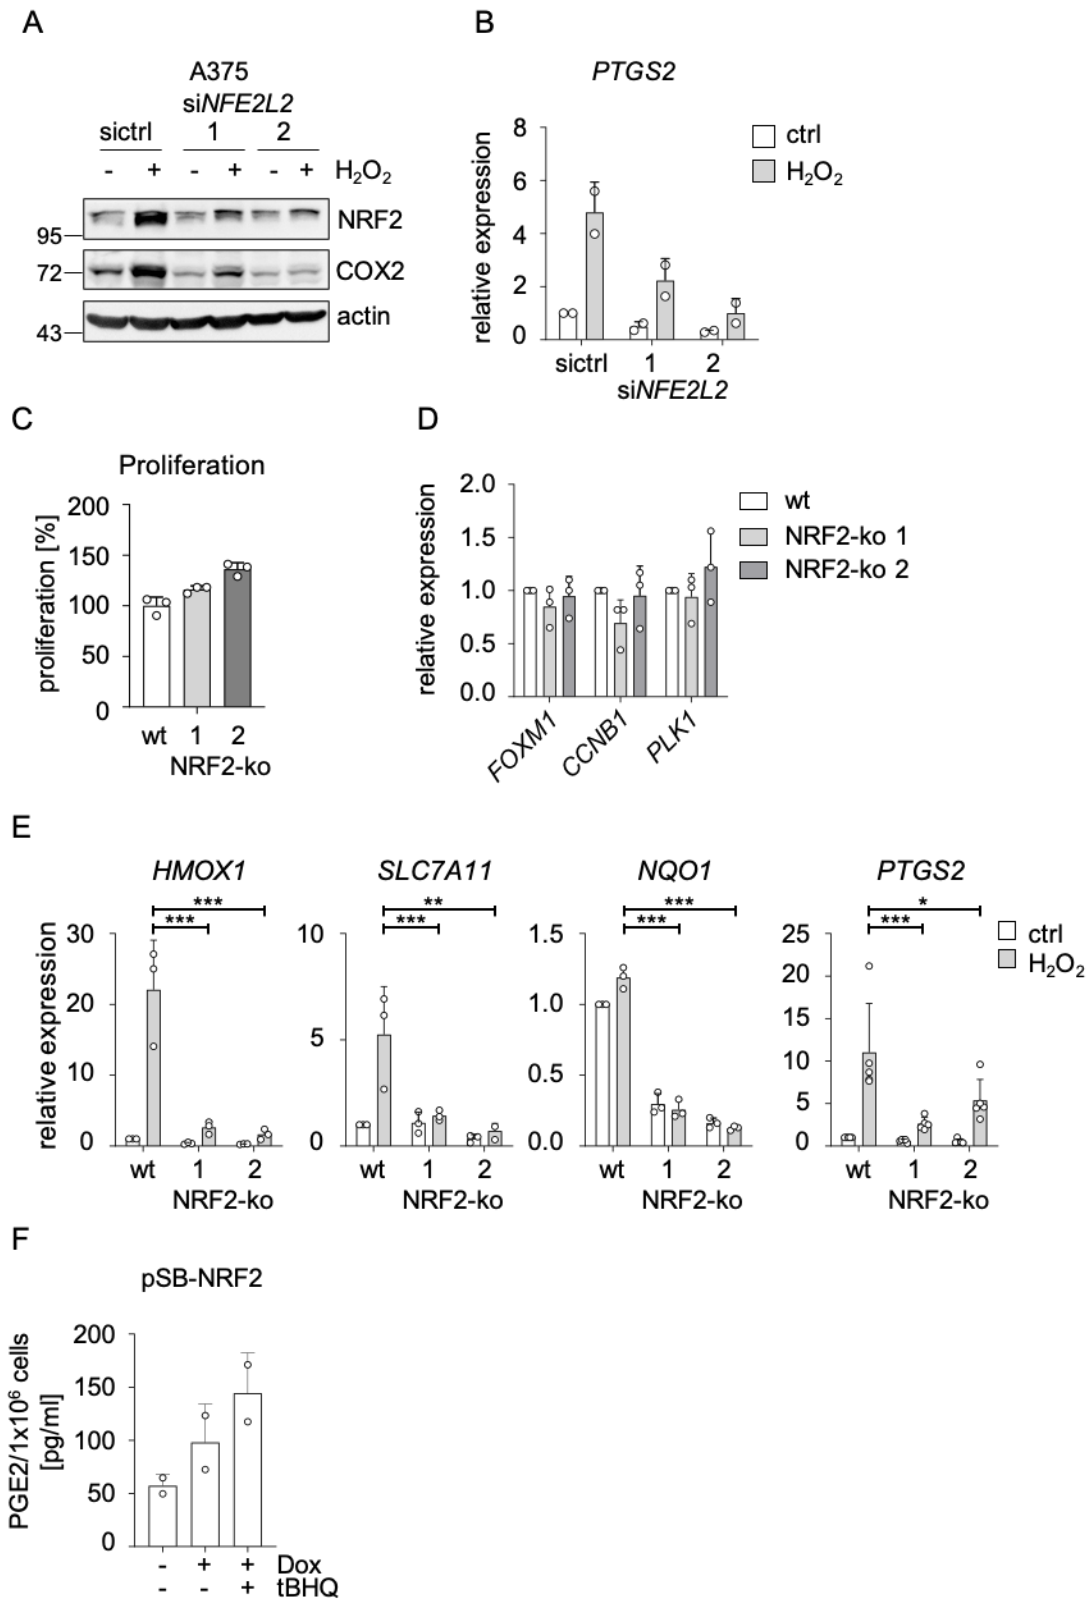 A
A375
siNFE2L2
sictrl 1 2
- + - + - + H₂O₂
NRF2
95
72 COX2
actin
43
B
PTGS2
relative expression
8
6
4
2
0
ctrl
H₂O₂
sictrl 1 2
siNFE2L2
C
Proliferation
proliferation [%]
200
150
100
50
0
wt 1 2
NRF2-ko
D
relative expression
2.0
1.5
1.0
0.5
0.0
wt
NRF2-ko 1
NRF2-ko 2
FOXM1 CCNB1 PLK1
E
relative expression
HMOX1
***
***
30
20
10
0
wt 1 2
NRF2-ko
SLC7A11
**
***
10
5
0
wt 1 2
NRF2-ko
NQO1
***
***
1.5
1.0
0.5
0.0
wt 1 2
NRF2-ko
PTGS2
*
***
25
20
15
10
5
0
wt 1 2
NRF2-ko
ctrl
H₂O₂
F
pSB-NRF2
PGE2/1x10⁶ cells
[pg/ml]
200
150
100
50
0
- + + Dox
- - + tBHQ